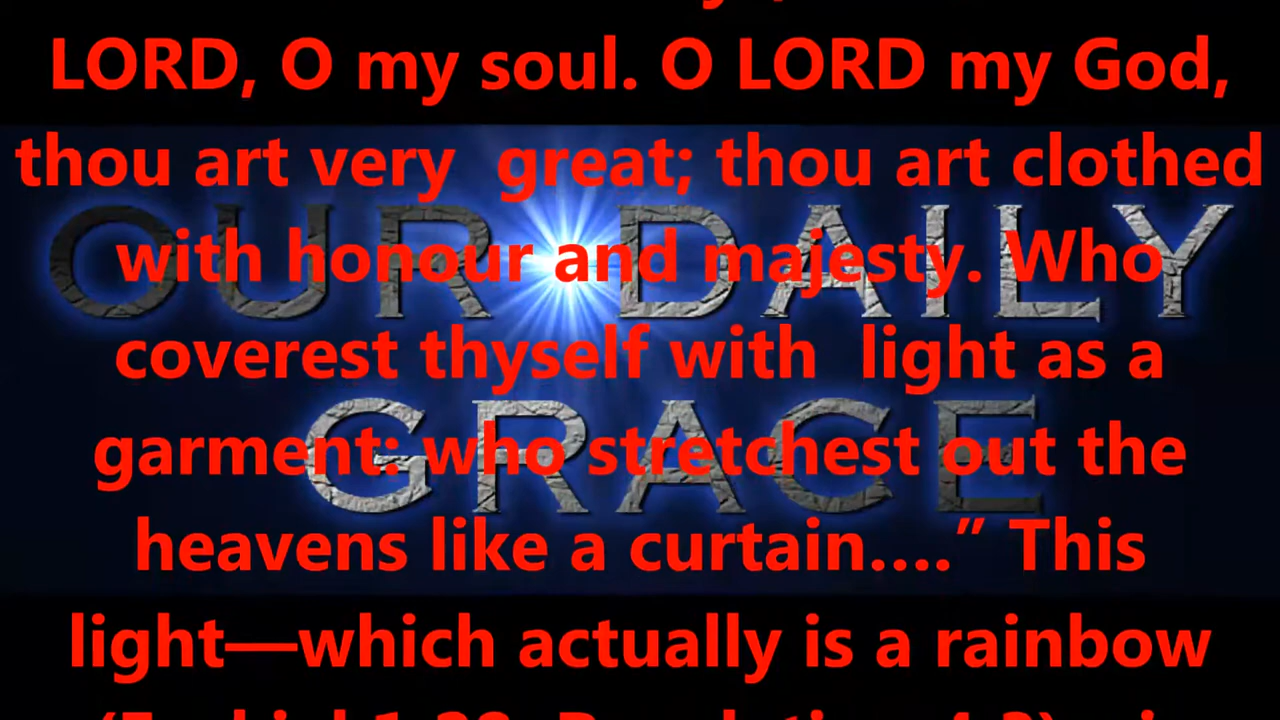 LORD, O my soul. O LORD my God,
thou art very great; thou art clothed
OUR DAILY
with honour and majesty. Who
coverest thyself with light as a
GRACE
garment: who stretchest out the
heavens like a curtain....” This
light—which actually is a rainbow